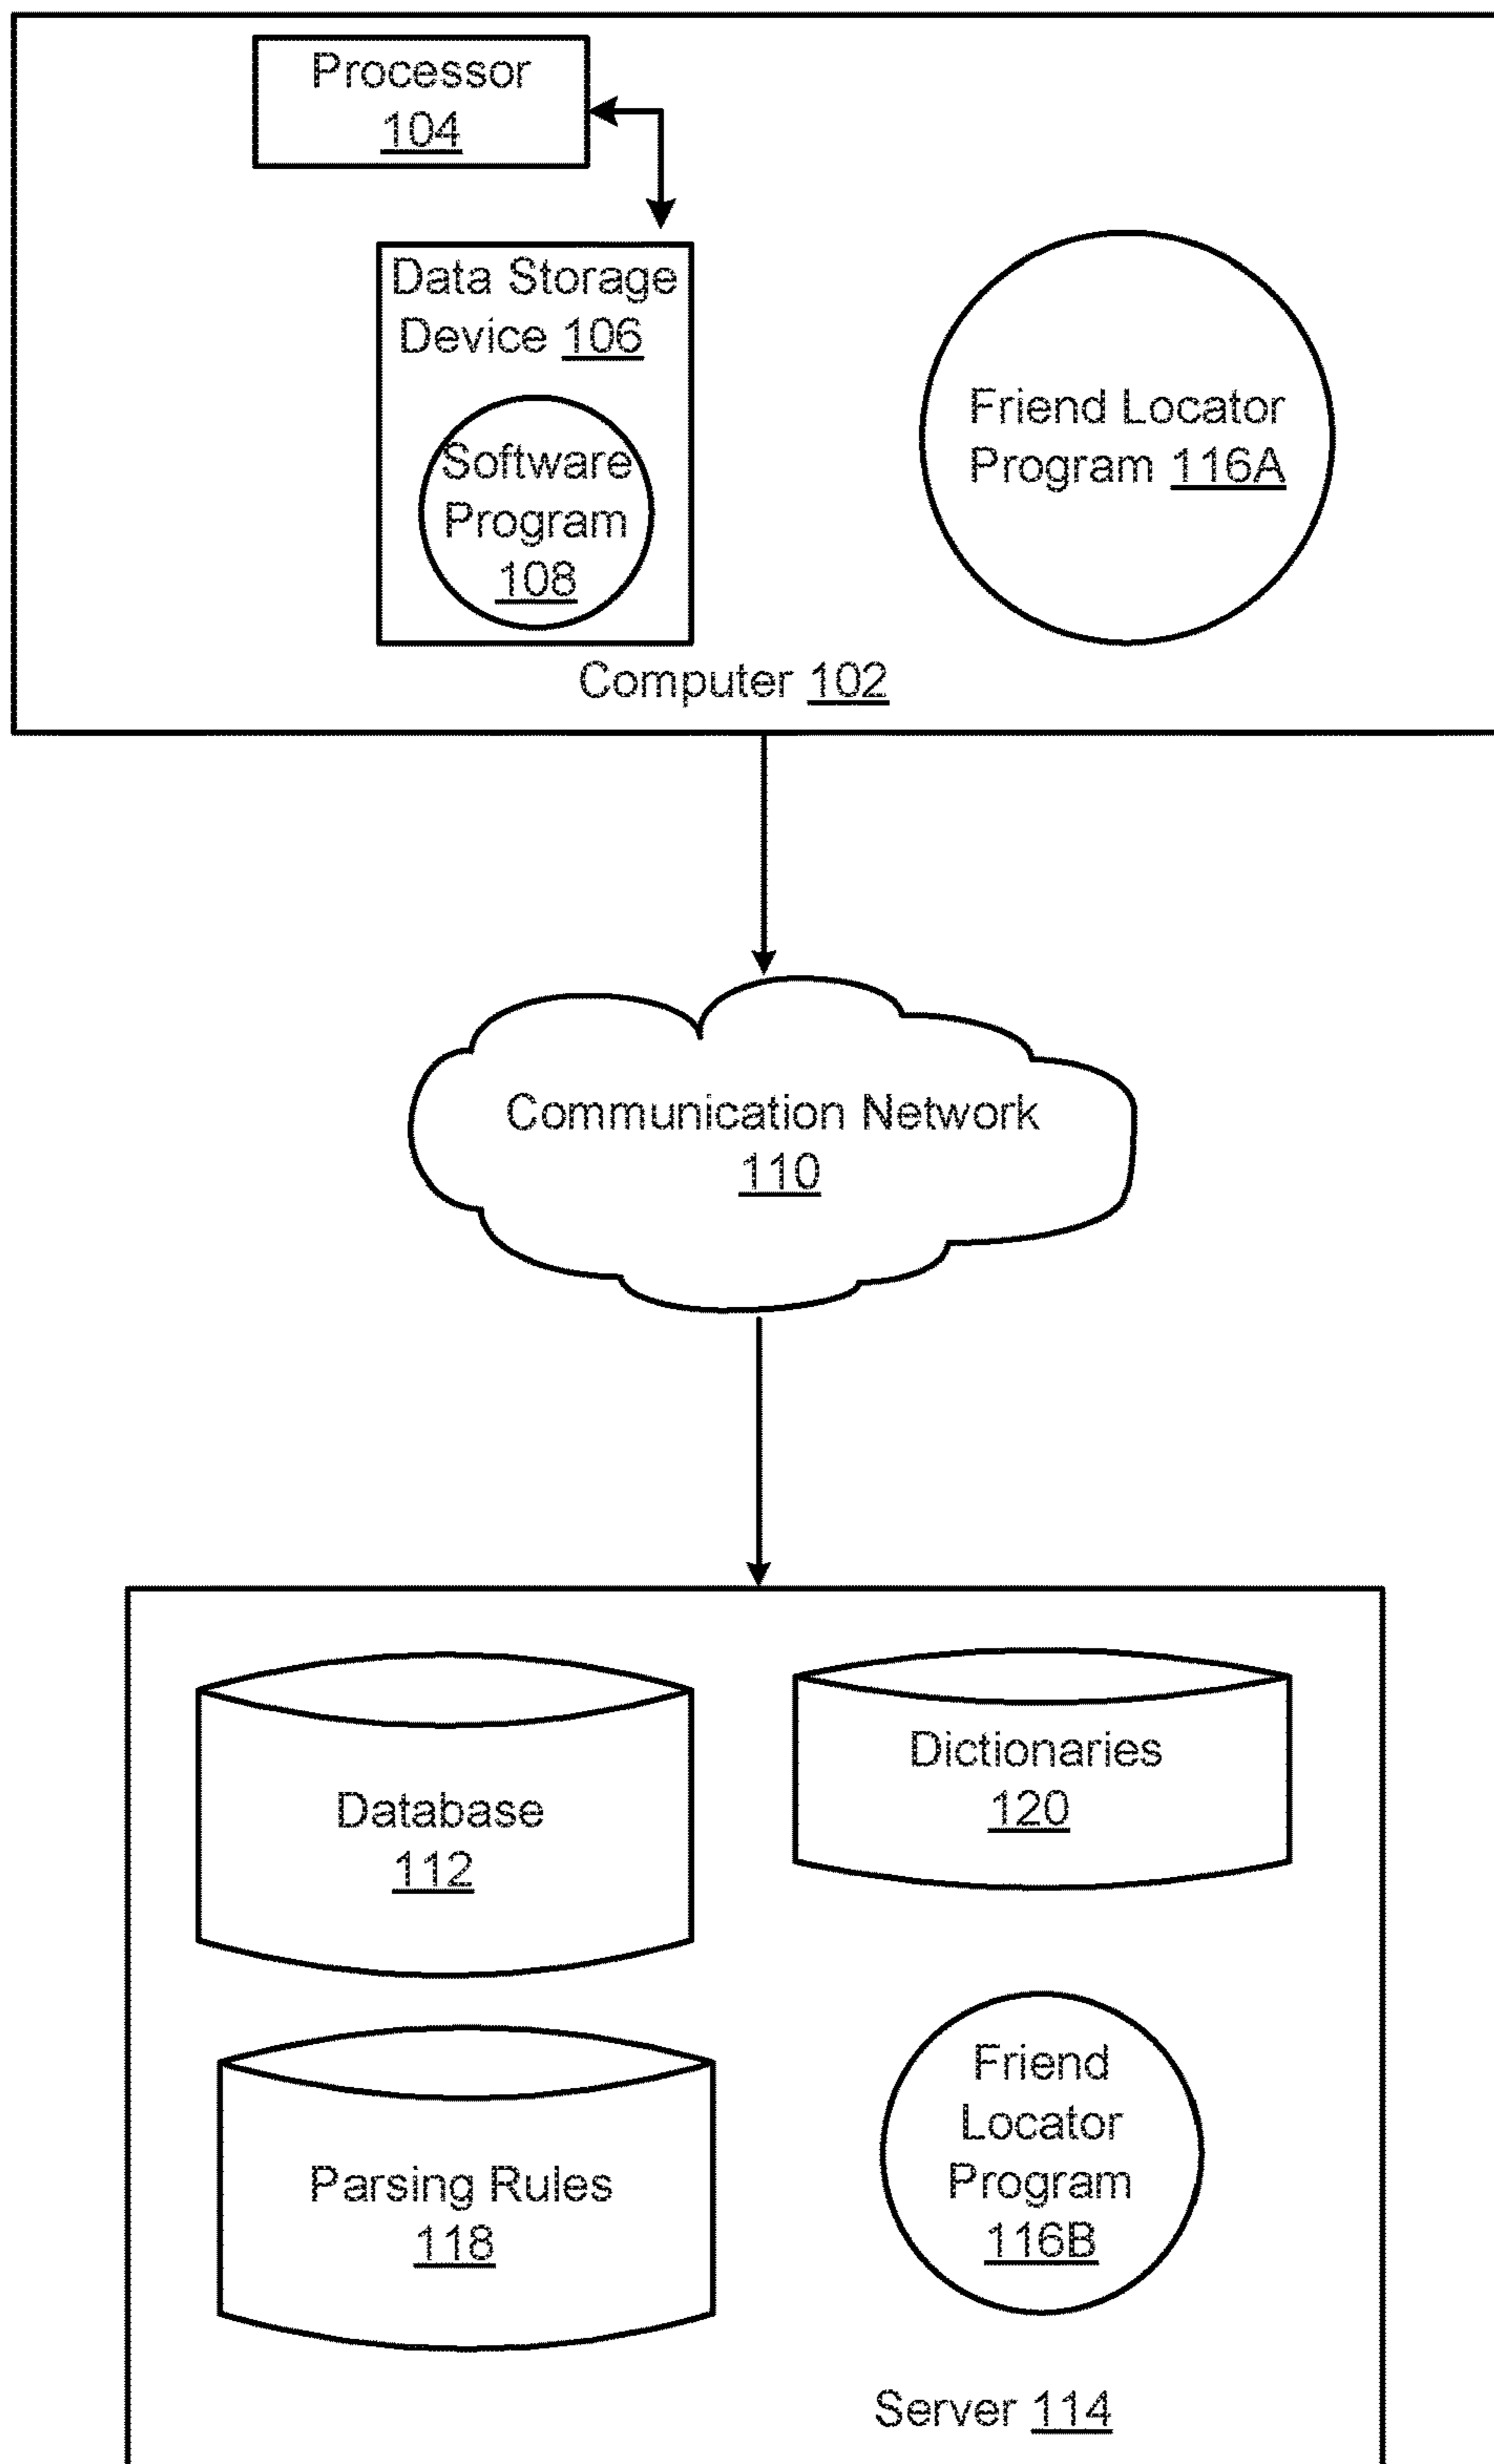 Processor
104
Data Storage
Device 106
Software
Program
108
Friend Locator
Program 116A
Computer 102
Communication Network
110
Database
112
Dictionaries
120
Parsing Rules
118
Friend
Locator
Program
116B
Server 114